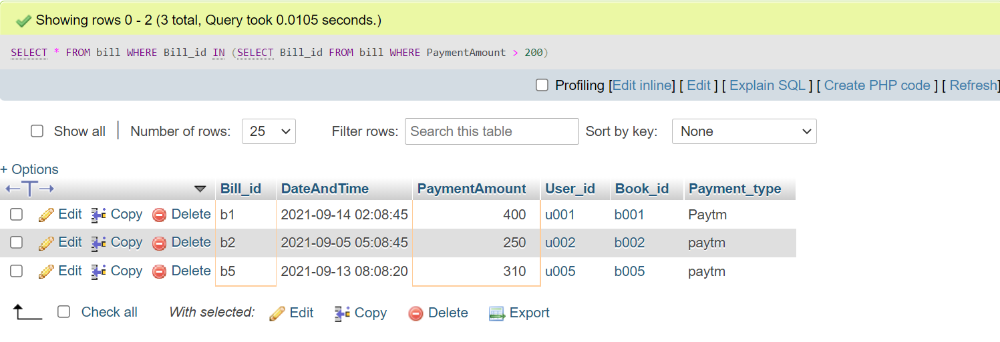 Showing rows 0 - 2 (3 total, Query took 0.0105 seconds.)
SELECT * FROM bill WHERE Bill_id IN (SELECT Bill_id FROM bill WHERE PaymentAmount > 200)
Profiling [Edit inline] [ Edit ] [ Explain SQL ] [ Create PHP code ] [ Refresh]
Show all | Number of rows: 25 Filter rows: Search this table Sort by key: None
+ Options
←T→ Bill_id DateAndTime PaymentAmount User_id Book_id Payment_type
Edit Copy Delete b1 2021-09-14 02:08:45 400 u001 b001 Paytm
Edit Copy Delete b2 2021-09-05 05:08:45 250 u002 b002 paytm
Edit Copy Delete b5 2021-09-13 08:08:20 310 u005 b005 paytm
Check all With selected: Edit Copy Delete Export